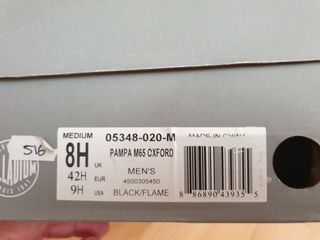 516
MEDIUM
8H UK
42H EUR
9H USA
05348-020-M
PAMPA M65 OXFORD
MEN'S
4500305450
BLACK/FLAME
MADE IN CHINA
8 86890 43935 5